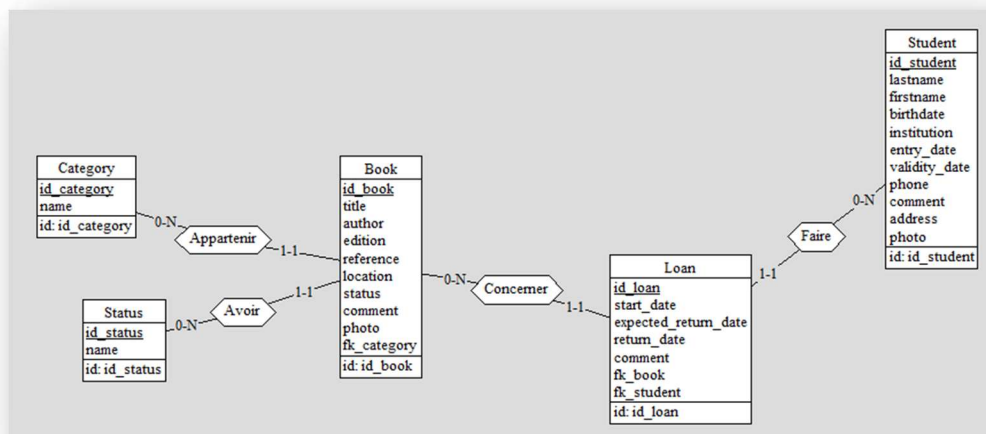 Category
id_category
name
id: id_category
0-N
Appartenir
1-1
Status
id_status
name
id: id_status
0-N
Avoir
1-1
Book
id_book
title
author
edition
reference
location
status
comment
photo
fk_category
id: id_book
0-N
Concerner
1-1
Loan
id_loan
start_date
expected_return_date
return_date
comment
fk_book
fk_student
id: id_loan
1-1
Faire
0-N
Student
id_student
lastname
firstname
birthdate
institution
entry_date
validity_date
phone
comment
address
photo
id: id_student